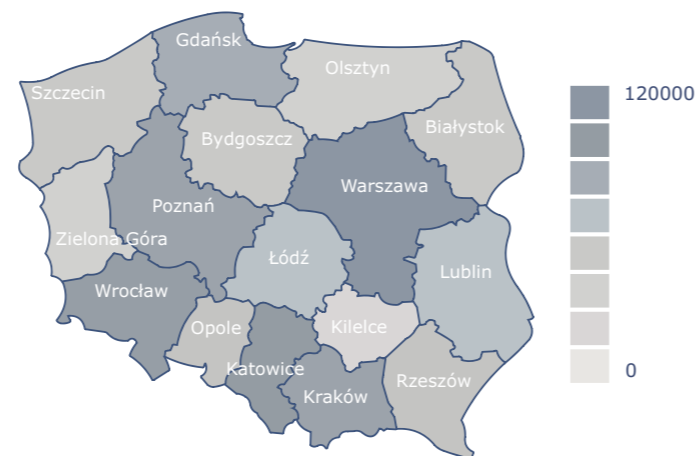 Gdańsk
Olsztyn
Szczecin
120000
Bydgoszcz
Białystok
Warszawa
Poznań
Zielona Góra
Łódź
Lublin
Wrocław
Opole
Kilelce
Katowice
Rzeszów
Kraków
0